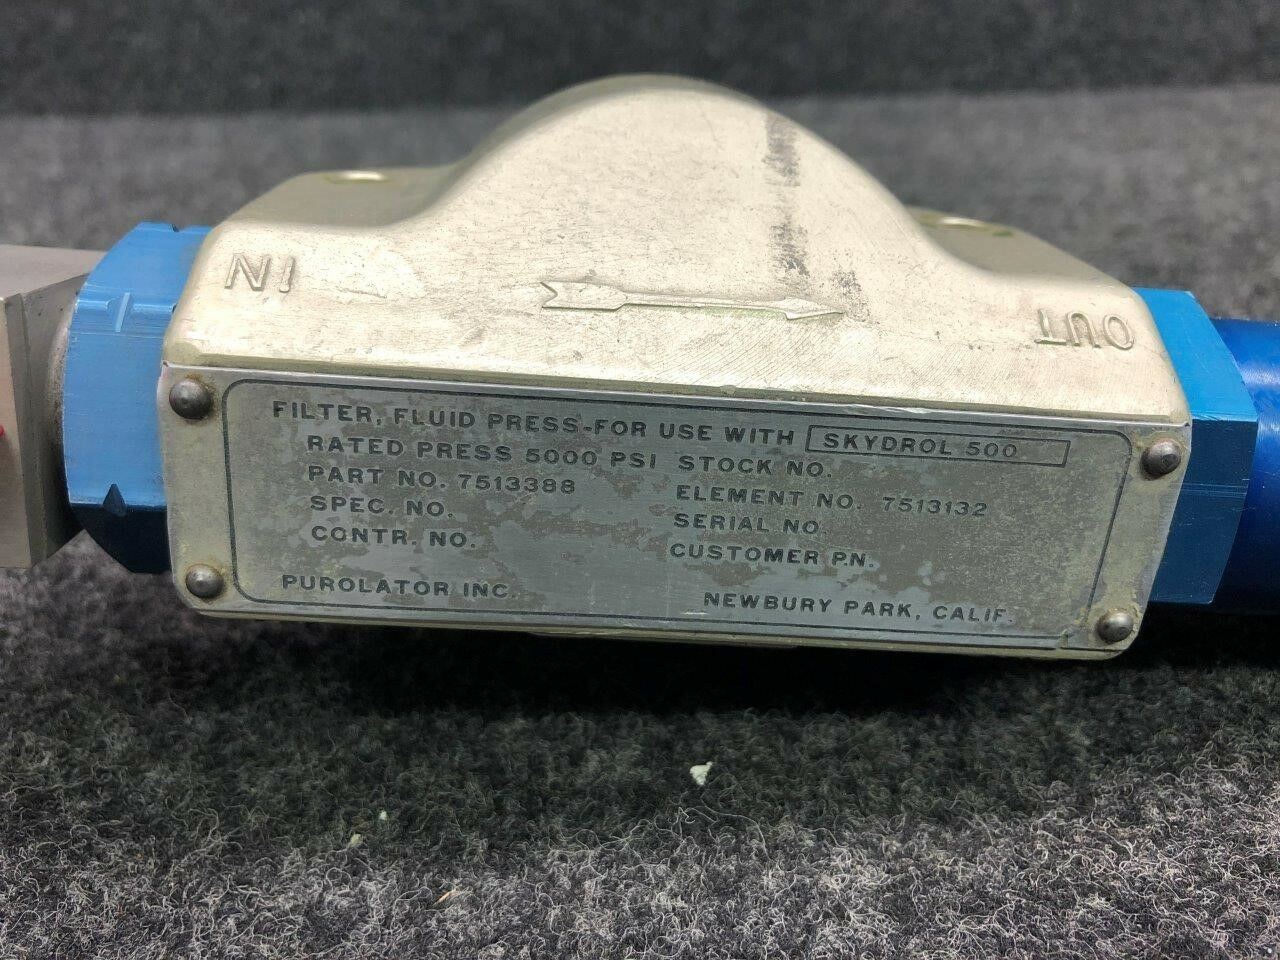 IN
OUT
FILTER, FLUID PRESS-FOR USE WITH SKYDROL 500
RATED PRESS 5000 PSI STOCK NO.
PART NO. 7513388 ELEMENT NO. 7513132
SPEC. NO. SERIAL NO.
CONTR. NO. CUSTOMER P.N.
PUROLATOR INC. NEWBURY PARK, CALIF.